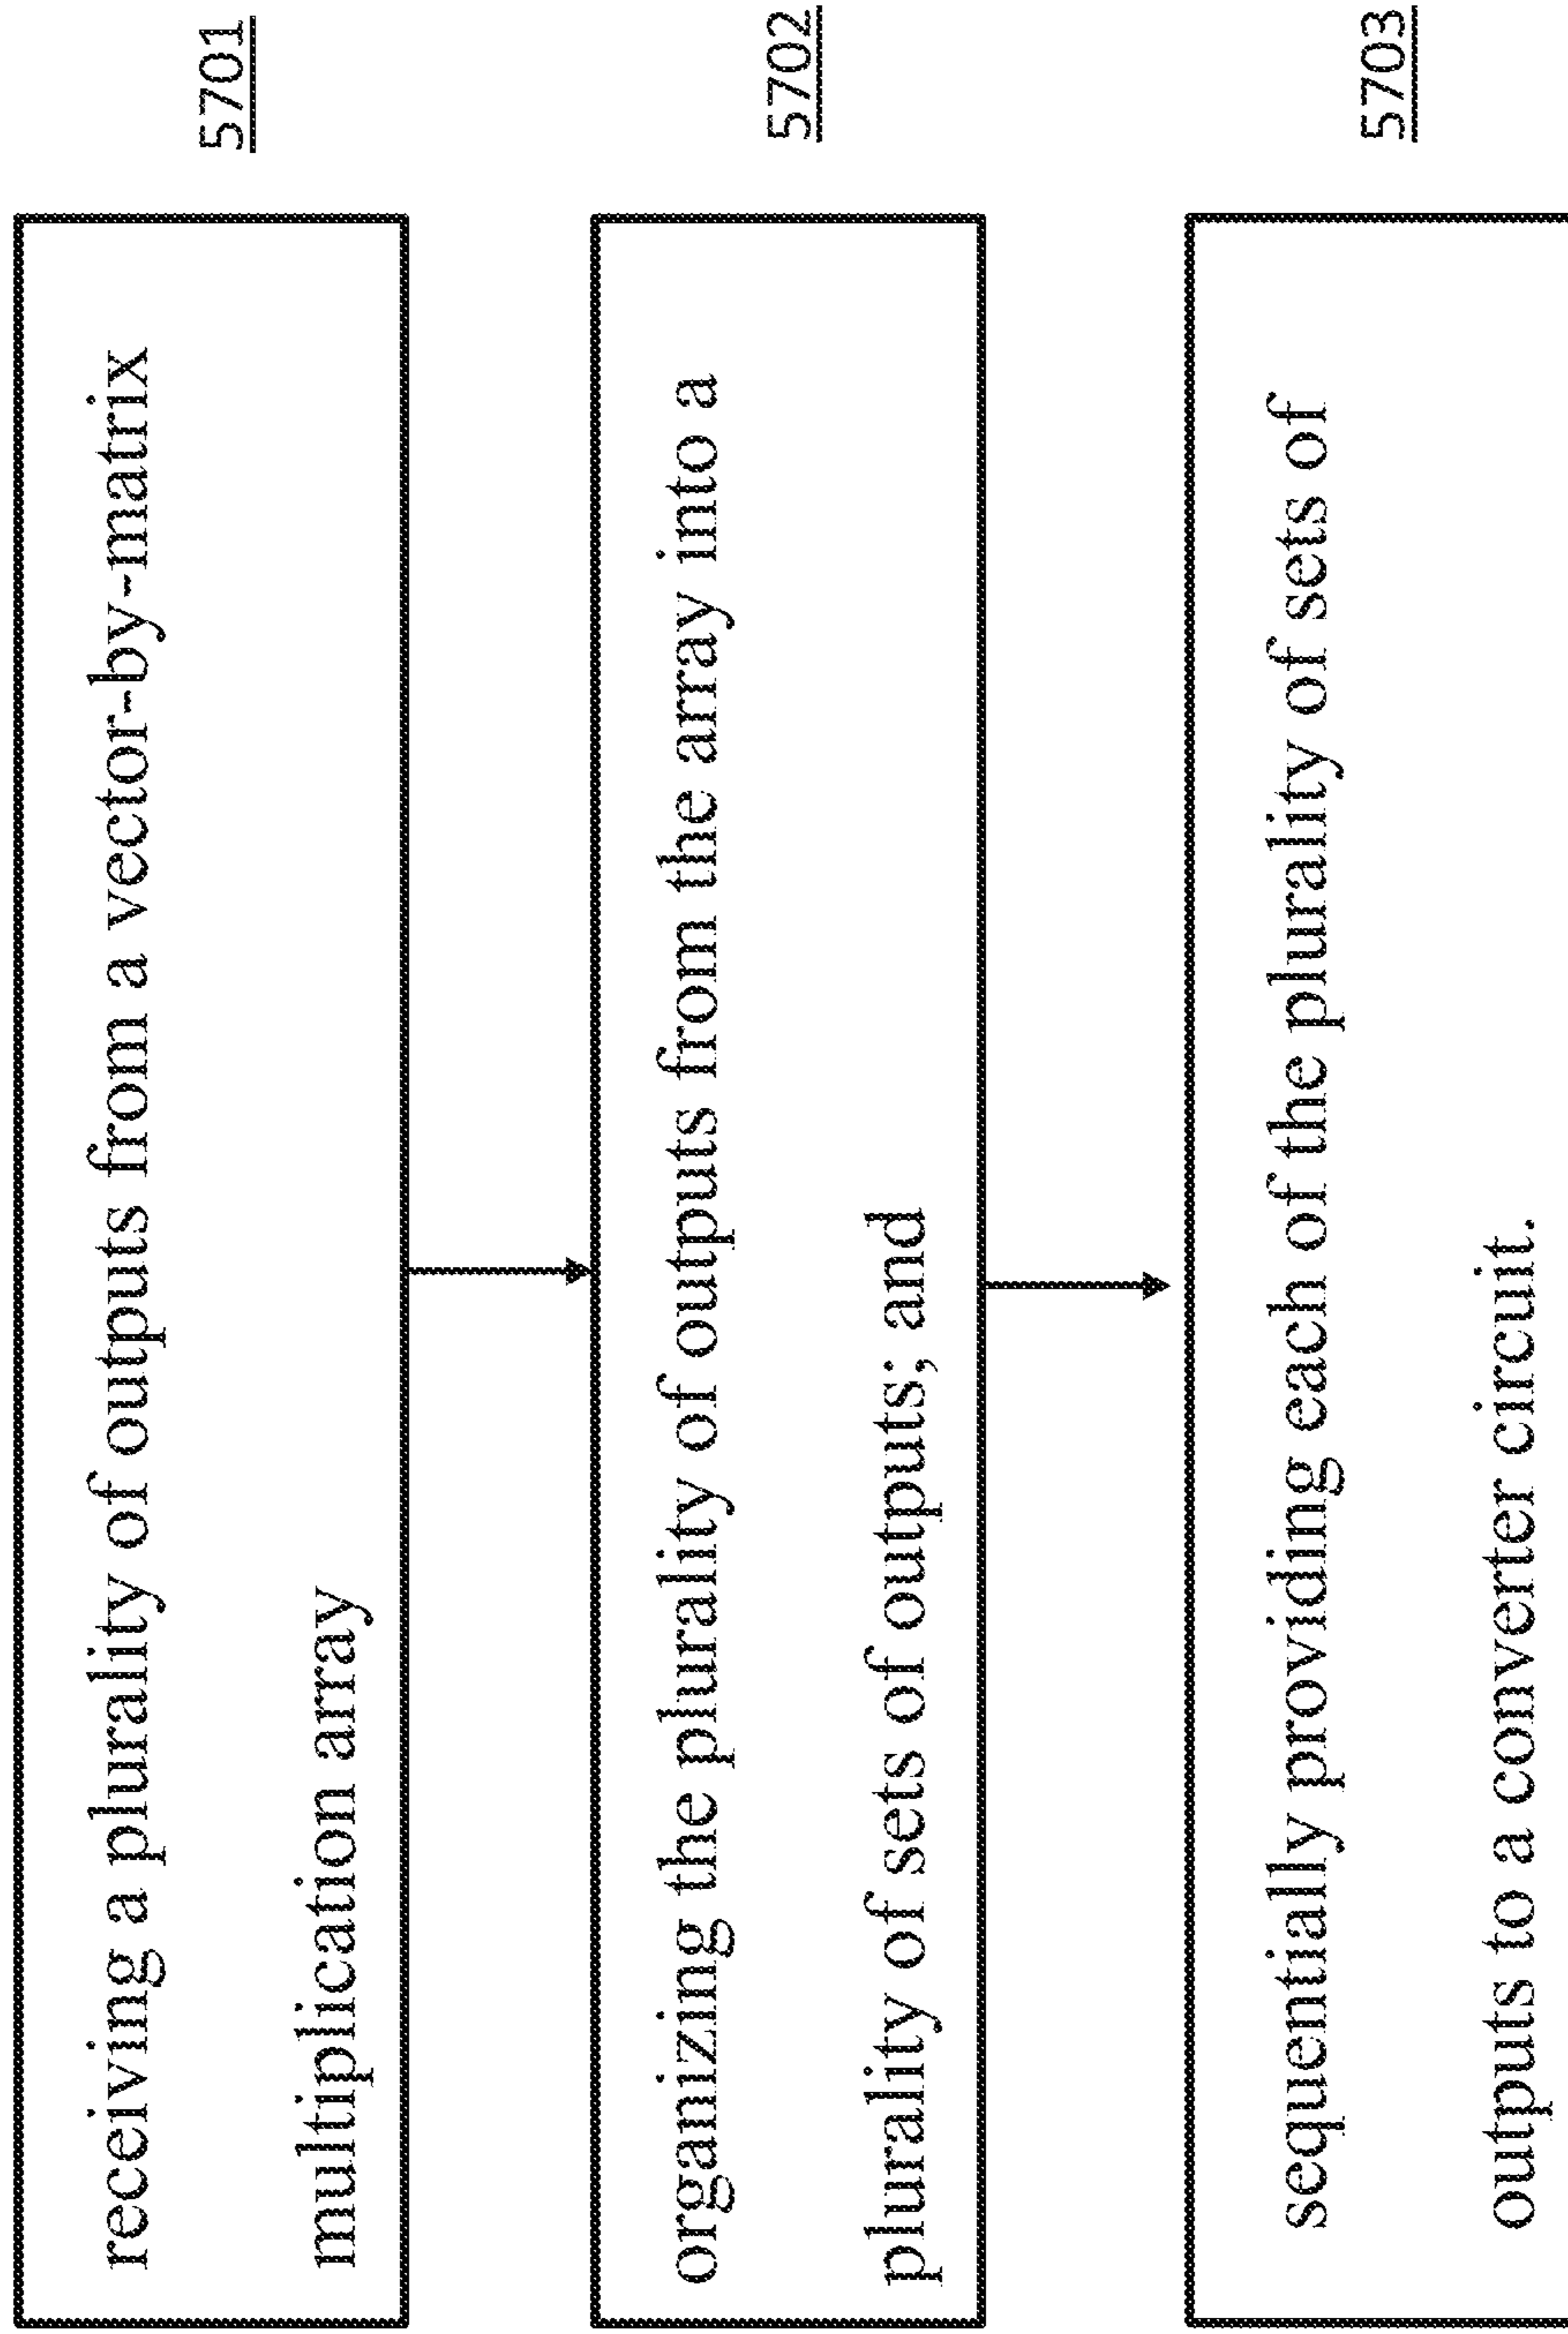 receiving a plurality of outputs from a vector-by-matrix
multiplication array
5701
organizing the plurality of outputs from the array into a
plurality of sets of outputs; and
5702
sequentially providing each of the plurality of sets of
outputs to a converter circuit.
5703